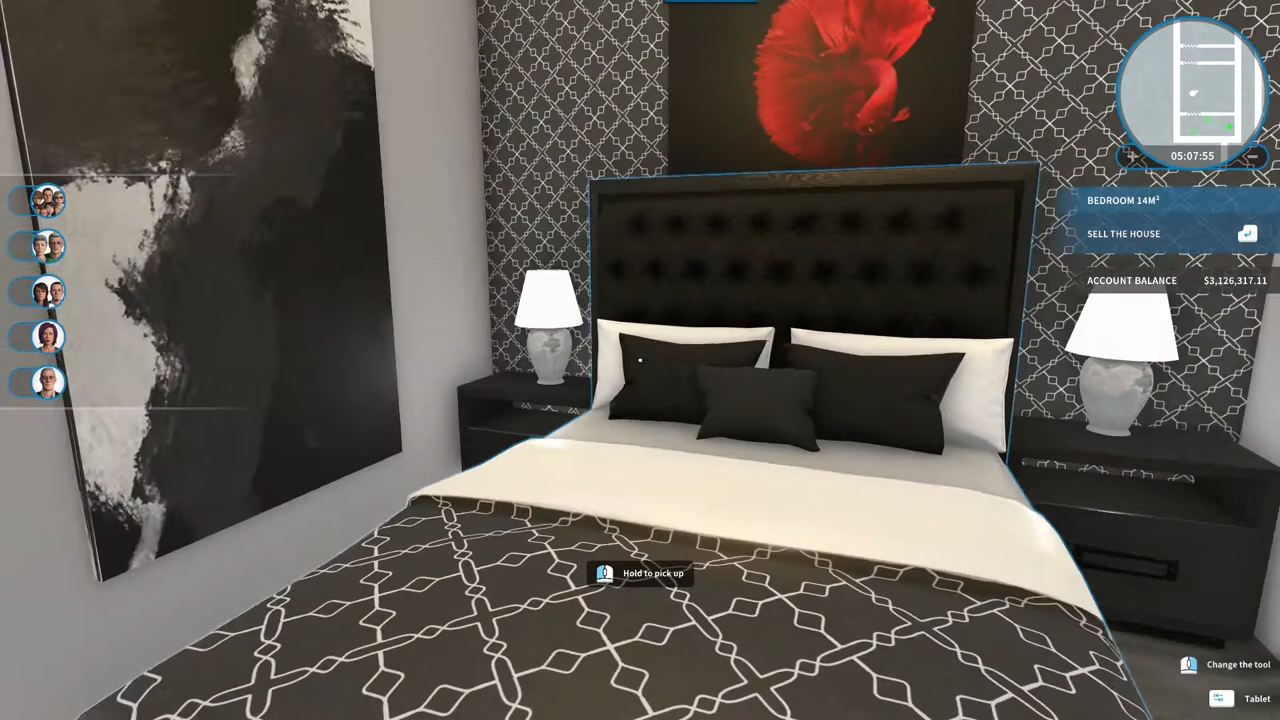 05:07:55
BEDROOM 14M²
SELL THE HOUSE
ACCOUNT BALANCE $3,126,317.11
Hold to pick up
Change the tool
Tablet